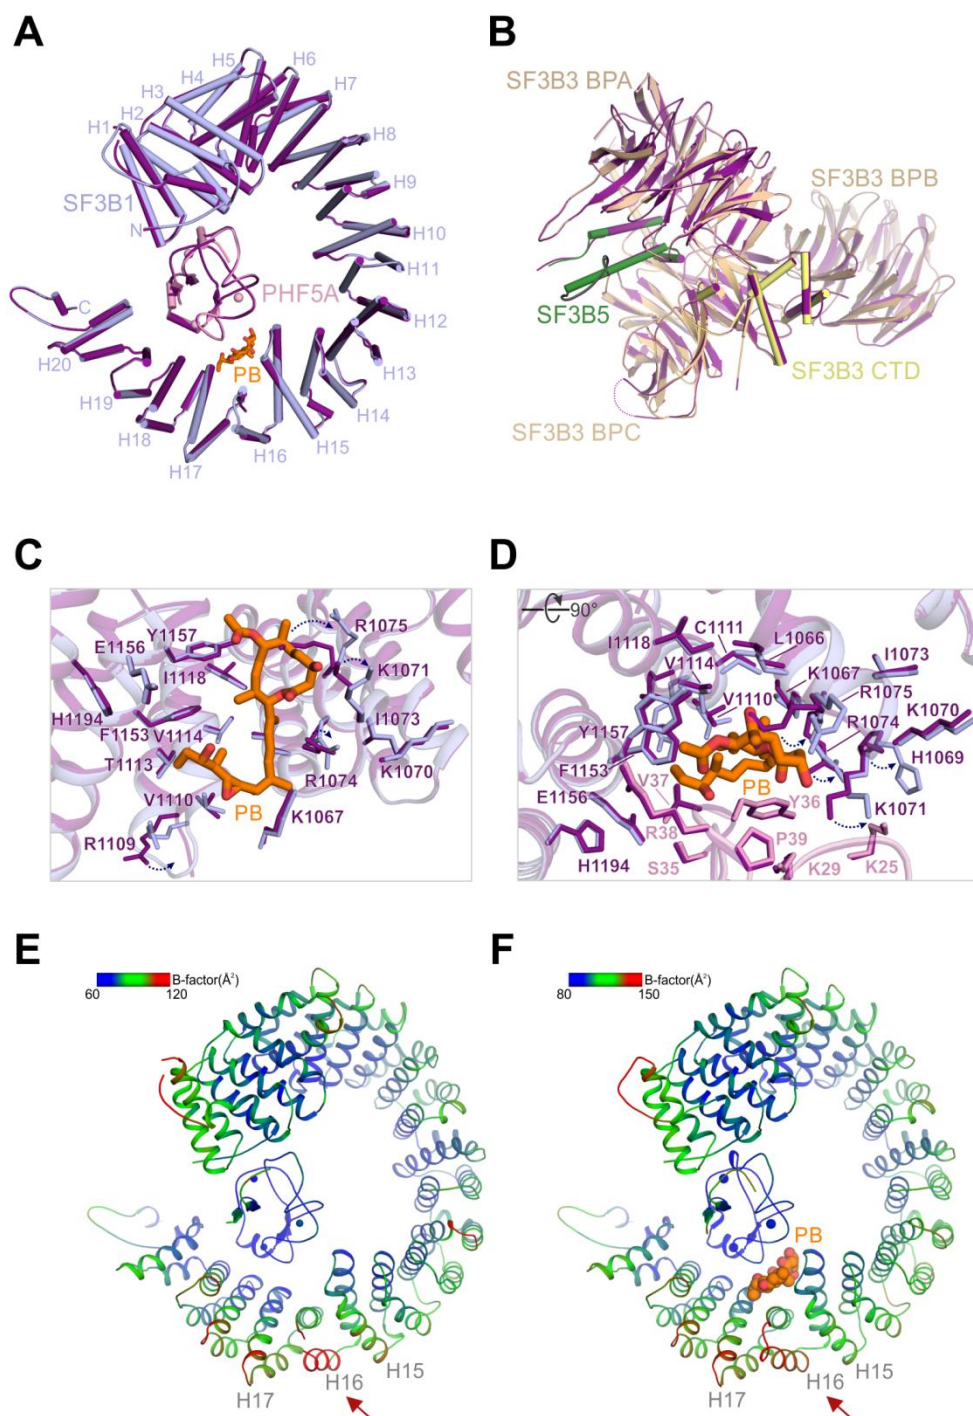 A
H5
H6
H4
H3
H7
H2
H1
H8
SF3B1
H9
N
H10
H11
PHF5A
C
H12
H20
PB
H13
H19
H14
H18
H15
H16
H17
B
SF3B3 BPA
SF3B3 BPB
SF3B5
SF3B3 CTD
SF3B3 BPC
C
R1075
Y1157
E1156
K1071
I1118
H1194
F1153
I1073
V1114
T1113
K1070
R1074
V1110
PB
K1067
R1109
D
90°
C1111
I1118
L1066
I1073
V1114
K1067
R1075
V1110
K1070
R1074
Y1157
H1069
F1153
PB
V37
Y36
K1071
E1156
R38
P39
H1194
S35
K29
K25
E
B-factor(Å²)
60
120
H15
H16
H17
F
B-factor(Å²)
80
150
PB
H15
H16
H17